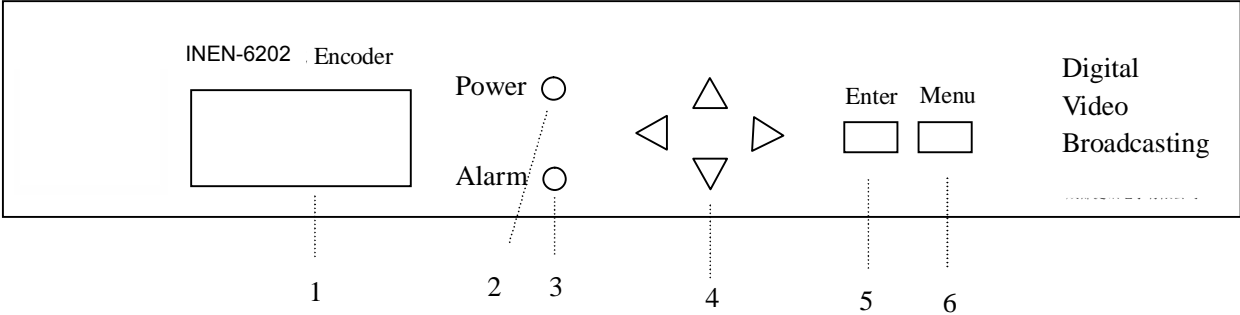 INEN-6202 Encoder
Power
Alarm
Enter Menu
Digital
Video
Broadcasting
1 2 3 4 5 6